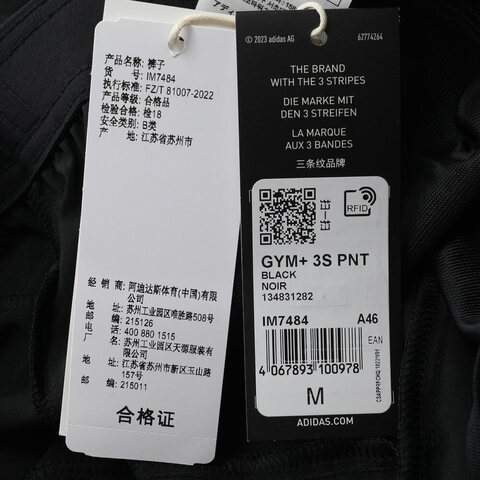 产品名称: 裤子
货 号: IM7484
执行标准: FZ/T 81007-2022
产品等级: 合格品
检验合格: 检18
安全类别: B类
产 地: 江苏省苏州市
经 销 商: 阿迪达斯体育(中国)有限
公司
地 址: 苏州工业园区唯胜路508号
邮 编: 215126
电 话: 400 880 1515
厂 名: 苏州工业园区天源服装有
限公司
地 址: 江苏省苏州市新区玉山路
157号
邮 编: 215011
合格证
© 2023 adidas AG 62774264
THE BRAND
WITH THE 3 STRIPES
DIE MARKE MIT
DEN 3 STREIFEN
LA MARQUE
AUX 3 BANDES
三条纹品牌
RFID
GYM+ 3S PNT
BLACK
NOIR
134831282
IM7484 A46
EAN
4 067893 100978
M
ADIDAS.COM